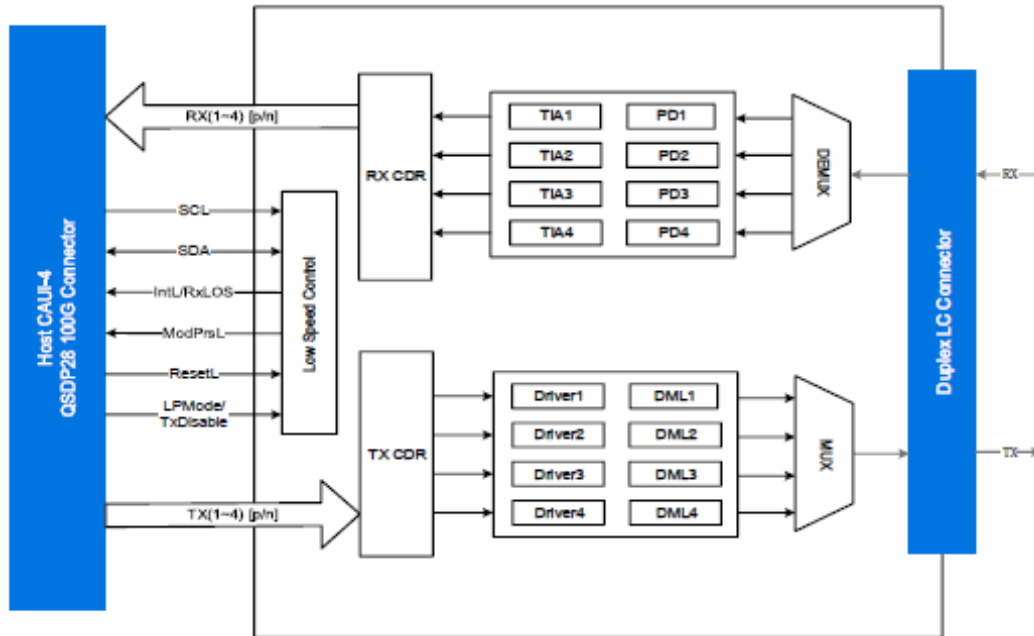 Host CAUI-4
QSDP28 100G Connector
RX(1~4) [p/n]
SCL
SDA
IntL/RxLOS
ModPrsL
ResetL
LPMode/
TxDisable
TX(1~4) [p/n]
Low Speed Control
RX CDR
TIA1
PD1
TIA2
PD2
TIA3
PD3
TIA4
PD4
DEMUX
TX CDR
Driver1
DML1
Driver2
DML2
Driver3
DML3
Driver4
DML4
MUX
Duplex LC Connector
RX
TX